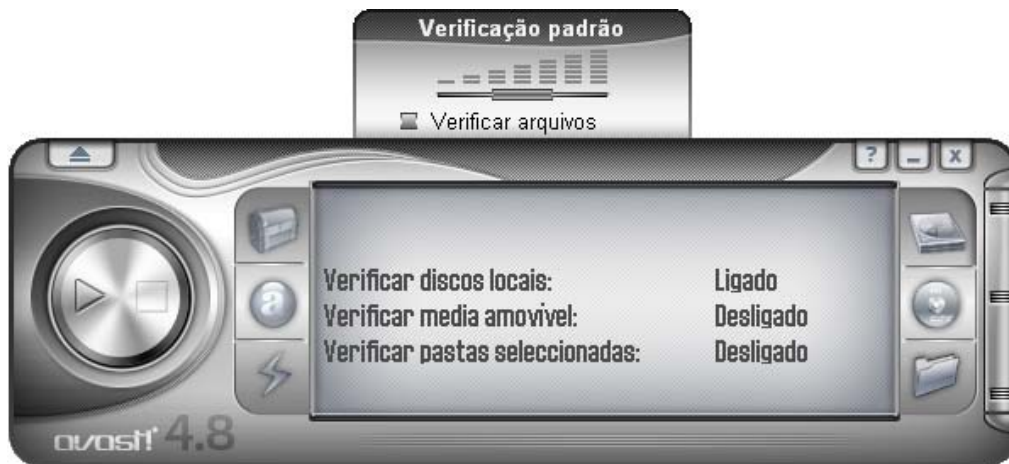 Verificação padrão
Verificar arquivos
?
x
Verificar discos locais: Ligado
Verificar media amovivel: Desligado
Verificar pastas seleccionadas: Desligado
a
avast! 4.8